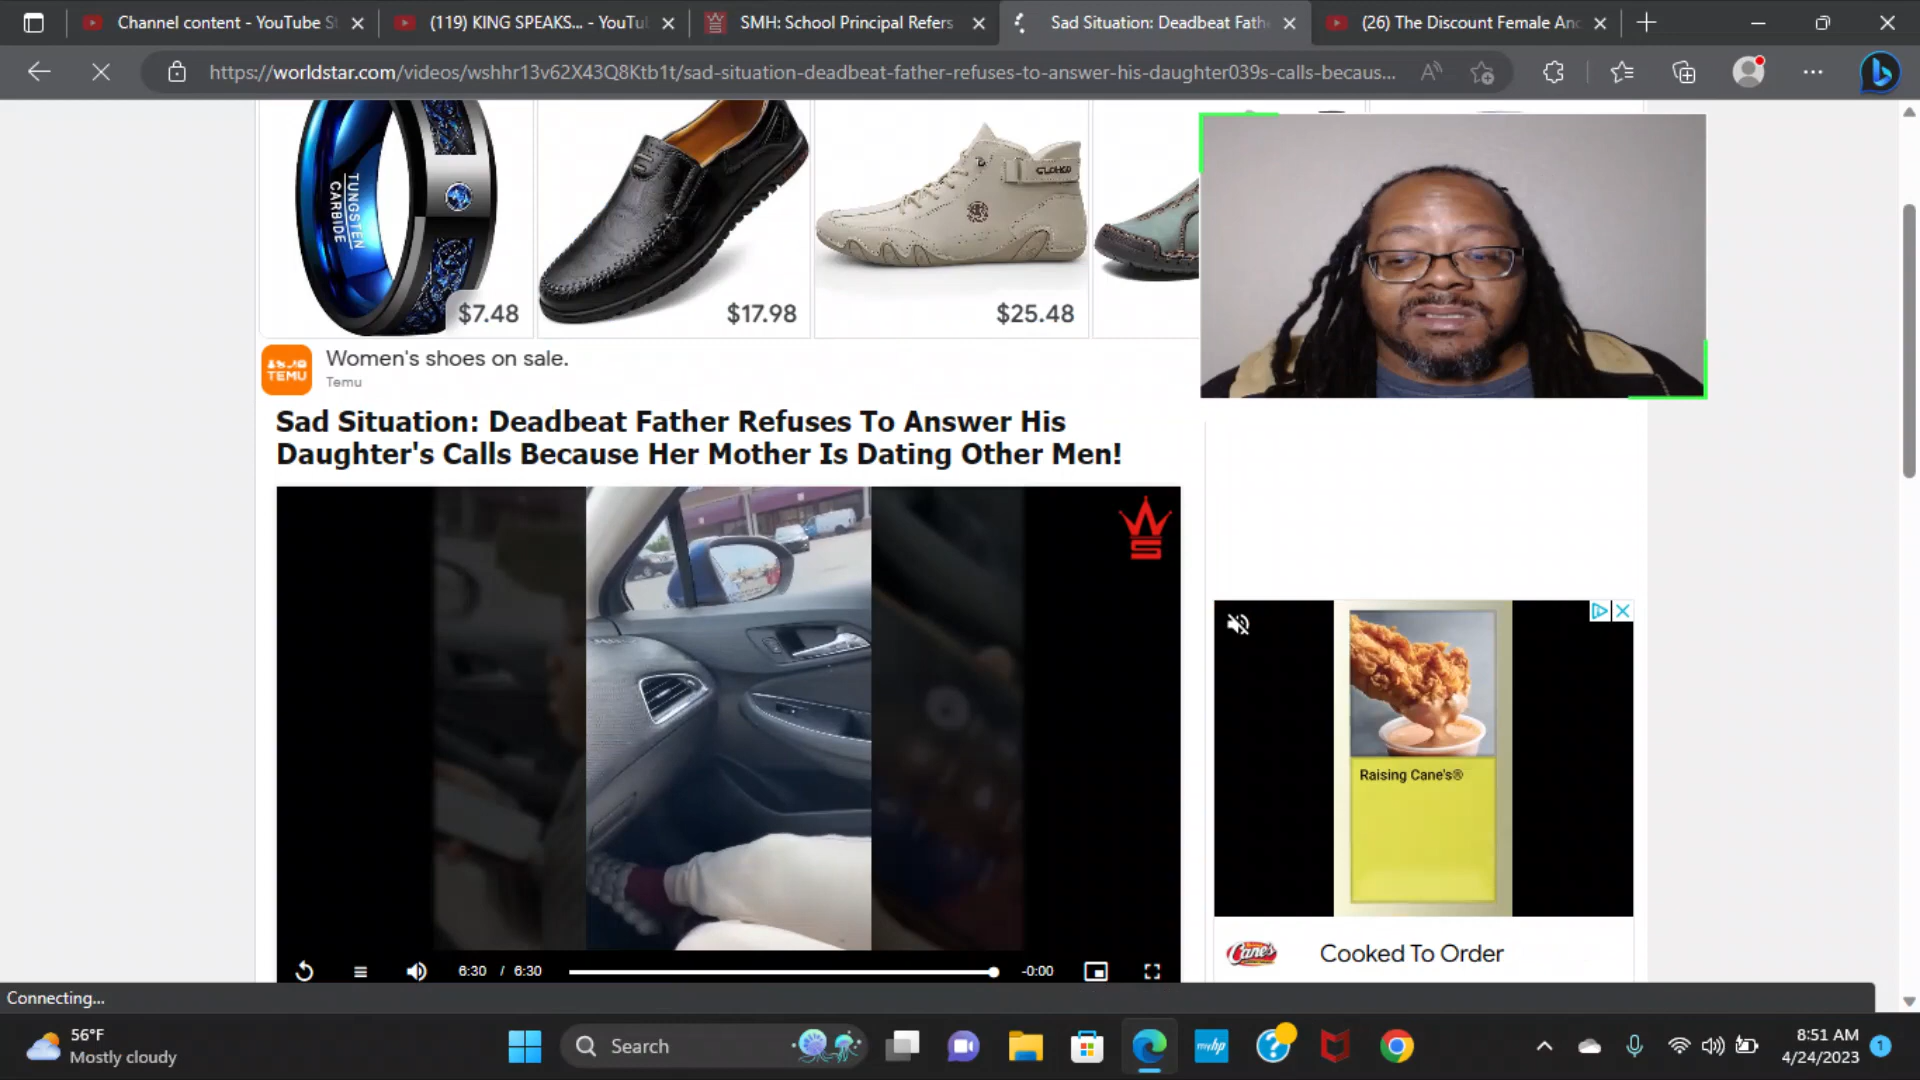 Channel content - YouTube St
(119) KING SPEAKS... - YouTu
SMH: School Principal Refers
Sad Situation: Deadbeat Fath
(26) The Discount Female And
https://worldstar.com/videos/wshhr13v62X43Q8Ktb1t/sad-situation-deadbeat-father-refuses-to-answer-his-daughter039s-calls-becaus...
TUNGSTEN
CARBIDE
$7.48
$17.98
$25.48
TEMU
Women's shoes on sale.
Temu
Sad Situation: Deadbeat Father Refuses To Answer His
Daughter's Calls Because Her Mother Is Dating Other Men!
Raising Cane's®
6:30 / 6:30
-0:00
Cane's
Cooked To Order
Connecting...
56°F
Mostly cloudy
Search
myhp
8:51 AM
4/24/2023
1